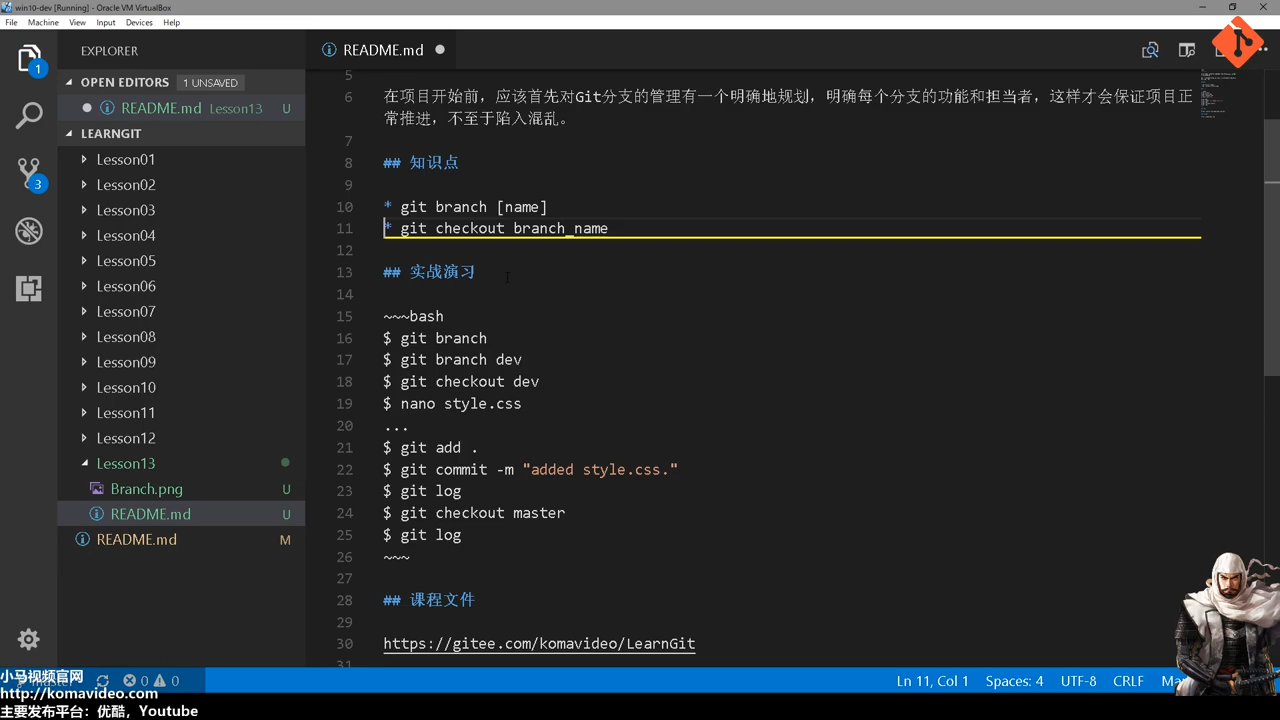 win10-dev [Running] - Oracle VM VirtualBox
File Machine View Input Devices Help
EXPLORER
OPEN EDITORS 1 UNSAVED
README.md Lesson13 U
LEARNGIT
Lesson01
Lesson02
Lesson03
Lesson04
Lesson05
Lesson06
Lesson07
Lesson08
Lesson09
Lesson10
Lesson11
Lesson12
Lesson13
Branch.png U
README.md U
README.md M
1
3
README.md
5
6 在项目开始前，应该首先对Git分支的管理有一个明确地规划，明确每个分支的功能和担当者，这样才会保证项目正
常推进，不至于陷入混乱。
7
8 ## 知识点
9
10 * git branch [name]
11 * git checkout branch_name
12
13 ## 实战演习
14
15 ~~~bash
16 $ git branch
17 $ git branch dev
18 $ git checkout dev
19 $ nano style.css
20 ...
21 $ git add .
22 $ git commit -m "added style.css."
23 $ git log
24 $ git checkout master
25 $ git log
26 ~~~
27
28 ## 课程文件
29
30 https://gitee.com/komavideo/LearnGit
31
0 0 Ln 11, Col 1 Spaces: 4 UTF-8 CRLF
小马视频官网
http://komavideo.com
主要发布平台：优酷，Youtube